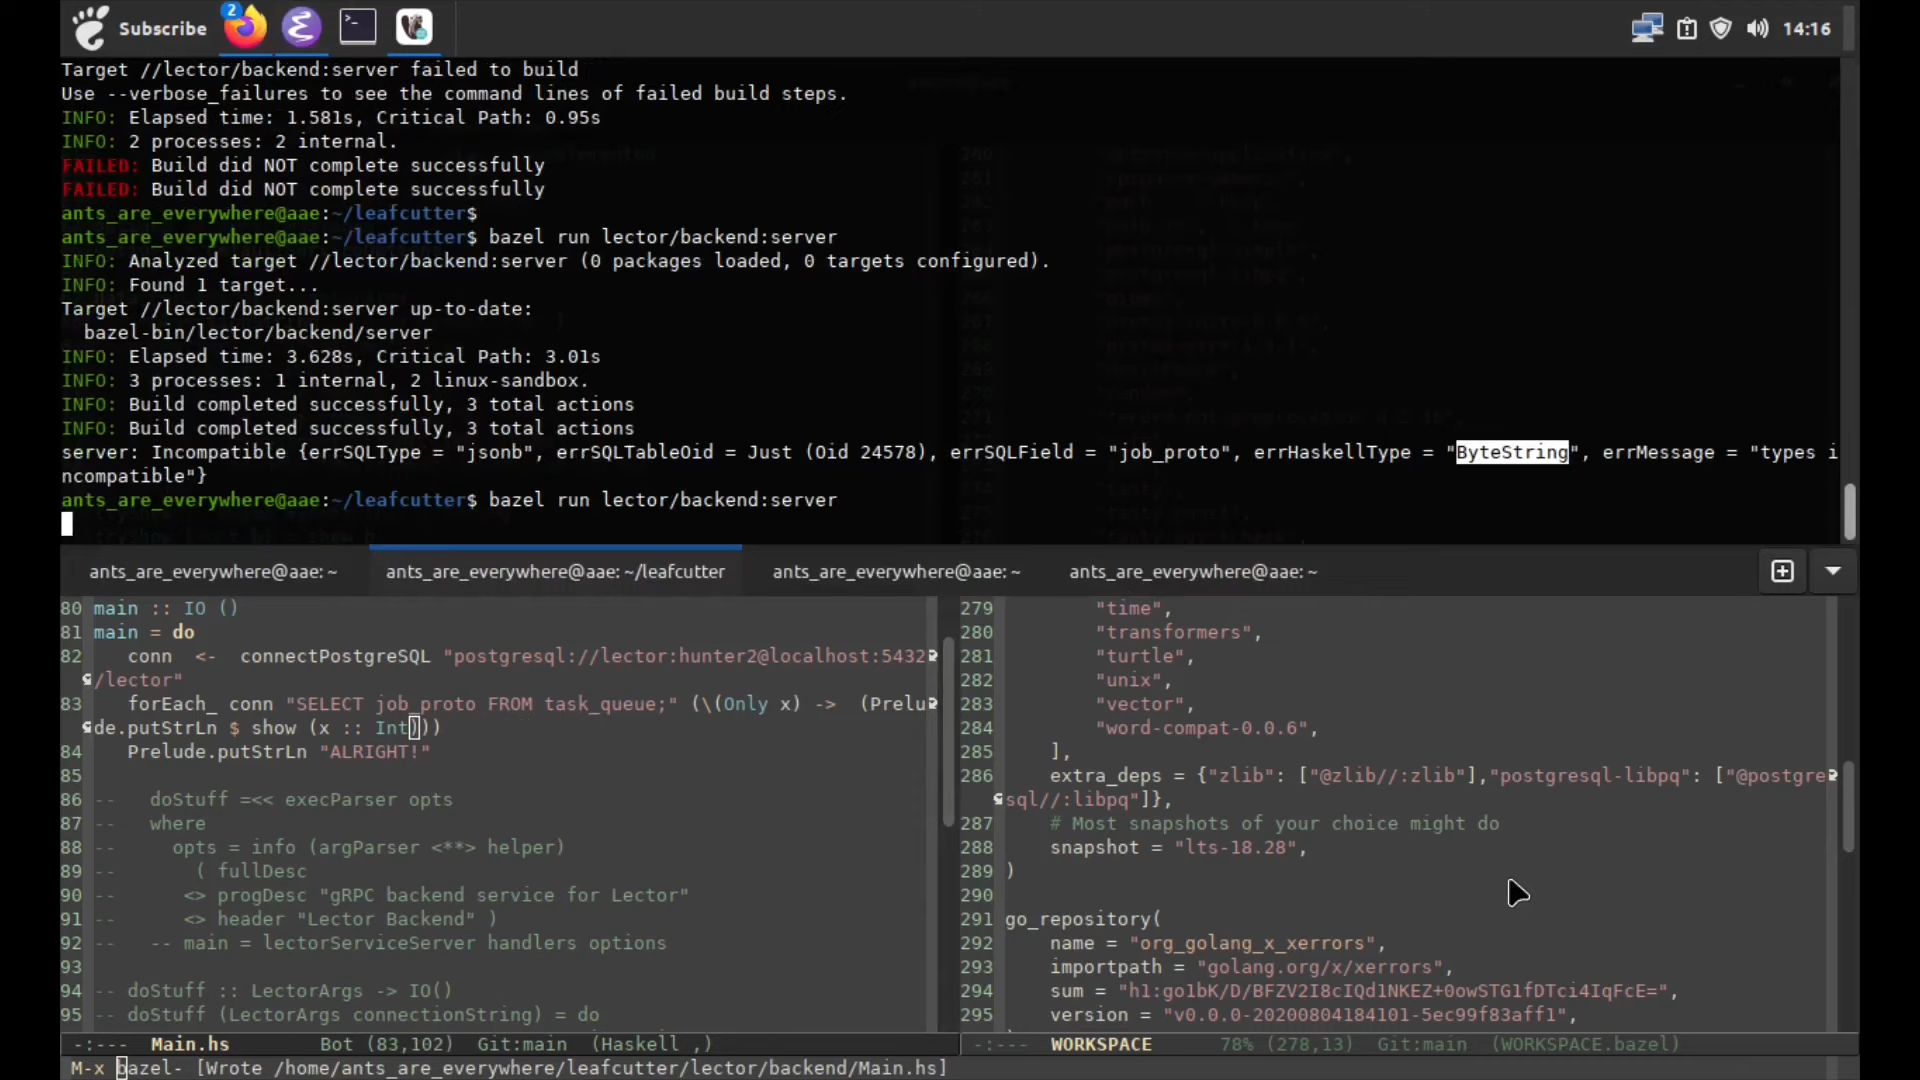 Subscribe
2
14:16
Target //lector/backend:server failed to build
Use --verbose_failures to see the command lines of failed build steps.
INFO: Elapsed time: 1.581s, Critical Path: 0.95s
INFO: 2 processes: 2 internal.
FAILED: Build did NOT complete successfully
FAILED: Build did NOT complete successfully
ants_are_everywhere@aae:~/leafcutter$
ants_are_everywhere@aae:~/leafcutter$ bazel run lector/backend:server
INFO: Analyzed target //lector/backend:server (0 packages loaded, 0 targets configured).
INFO: Found 1 target...
Target //lector/backend:server up-to-date:
  bazel-bin/lector/backend/server
INFO: Elapsed time: 3.628s, Critical Path: 3.01s
INFO: 3 processes: 1 internal, 2 linux-sandbox.
INFO: Build completed successfully, 3 total actions
INFO: Build completed successfully, 3 total actions
server: Incompatible {errSQLType = "jsonb", errSQLTableOid = Just (Oid 24578), errSQLField = "job_proto", errHaskellType = "ByteString", errMessage = "types i
ncompatible"}
ants_are_everywhere@aae:~/leafcutter$ bazel run lector/backend:server
ants_are_everywhere@aae: ~
ants_are_everywhere@aae: ~/leafcutter
ants_are_everywhere@aae: ~
ants_are_everywhere@aae: ~
80 main :: IO ()
81 main = do
82    conn  <-  connectPostgreSQL "postgresql://lector:hunter2@localhost:5432
/lector"
83    forEach_ conn "SELECT job_proto FROM task_queue;" (\(Only x) ->  (Prelu
de.putStrLn $ show (x :: Int)))
84    Prelude.putStrLn "ALRIGHT!"
85
86 --   doStuff =<< execParser opts
87 --   where
88 --     opts = info (argParser <**> helper)
89 --       ( fullDesc
90 --      <> progDesc "gRPC backend service for Lector"
91 --      <> header "Lector Backend" )
92 --   -- main = lectorServiceServer handlers options
93
94 -- doStuff :: LectorArgs -> IO()
95 -- doStuff (LectorArgs connectionString) = do
-:---  Main.hs        Bot (83,102)   Git:main  (Haskell ,)
279         "time",
280         "transformers",
281         "turtle",
282         "unix",
283         "vector",
284         "word-compat-0.0.6",
285     ],
286     extra_deps = {"zlib": ["@zlib//:zlib"],"postgresql-libpq": ["@postgre
sql//:libpq"]},
287     # Most snapshots of your choice might do
288     snapshot = "lts-18.28",
289 )
290
291 go_repository(
292     name = "org_golang_x_xerrors",
293     importpath = "golang.org/x/xerrors",
294     sum = "h1:go1bK/D/BFZV2I8cIQd1NKEZ+0owSTG1fDTci4IqFcE=",
295     version = "v0.0.0-20200804184101-5ec99f83aff1",
-:---  WORKSPACE      78% (278,13)   Git:main  (WORKSPACE.bazel)
M-x bazel- [Wrote /home/ants_are_everywhere/leafcutter/lector/backend/Main.hs]